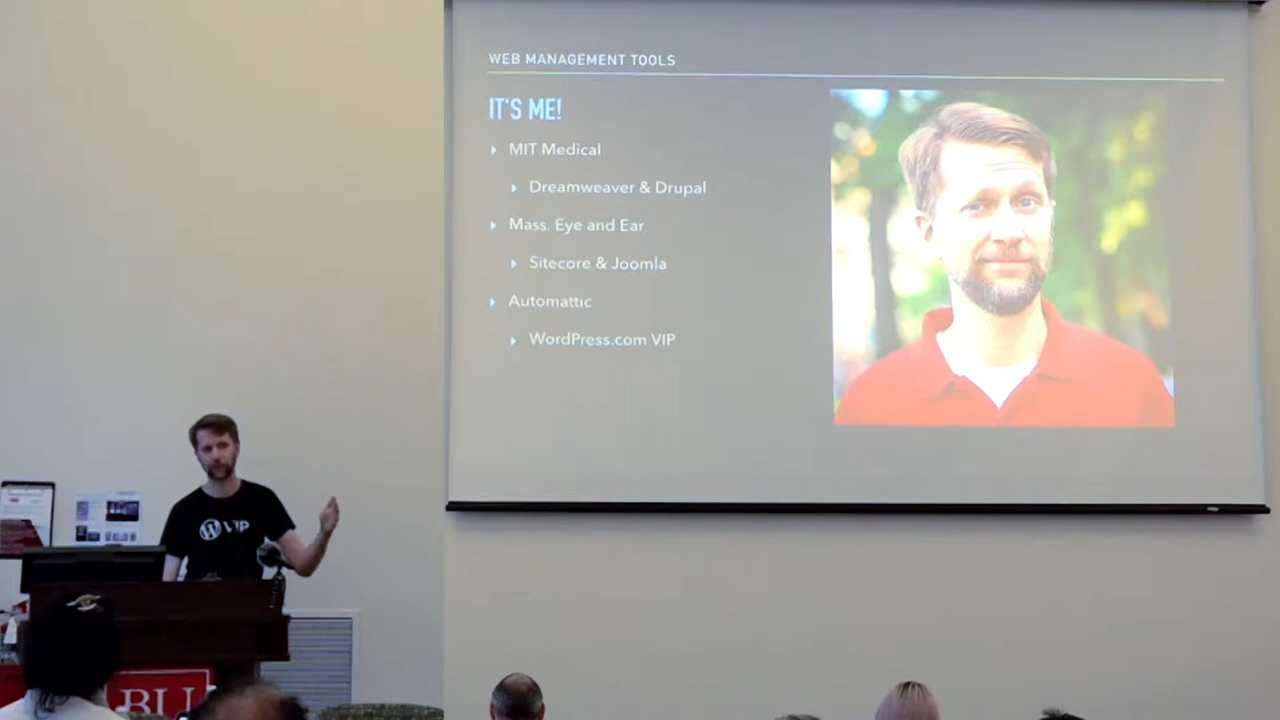 WEB MANAGEMENT TOOLS
IT'S ME!
MIT Medical
Dreamweaver & Drupal
Mass. Eye and Ear
Sitecore & Joomla
Automattic
WordPress.com VIP
W VIP
BU